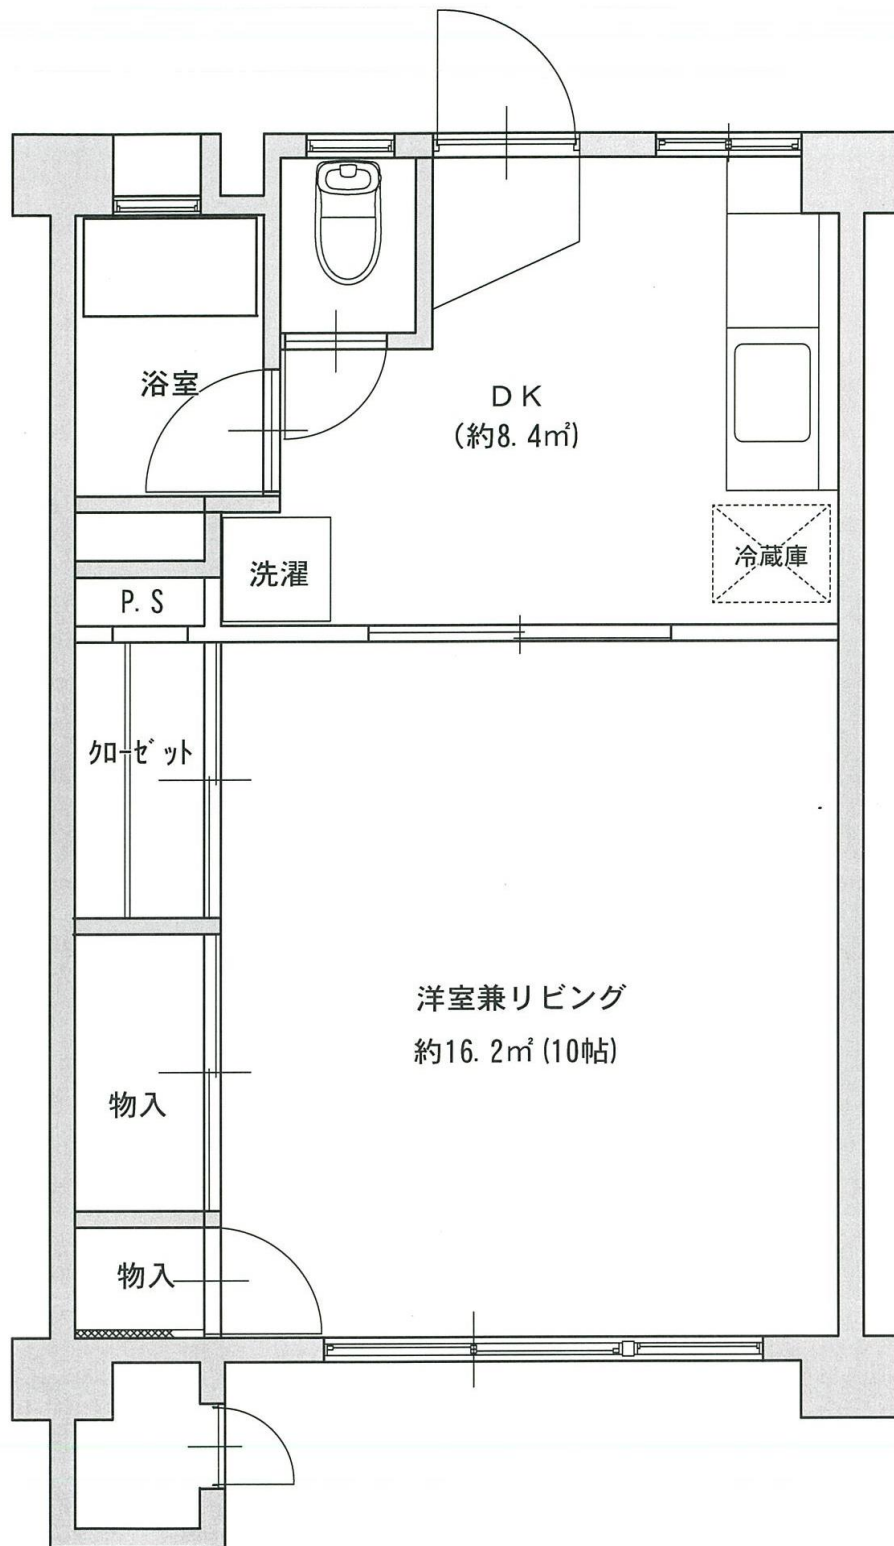 浴室
DK
(約8.4㎡)
洗濯
冷蔵庫
P.S
クローゼット
洋室兼リビング
約16.2㎡(10帖)
物入
物入